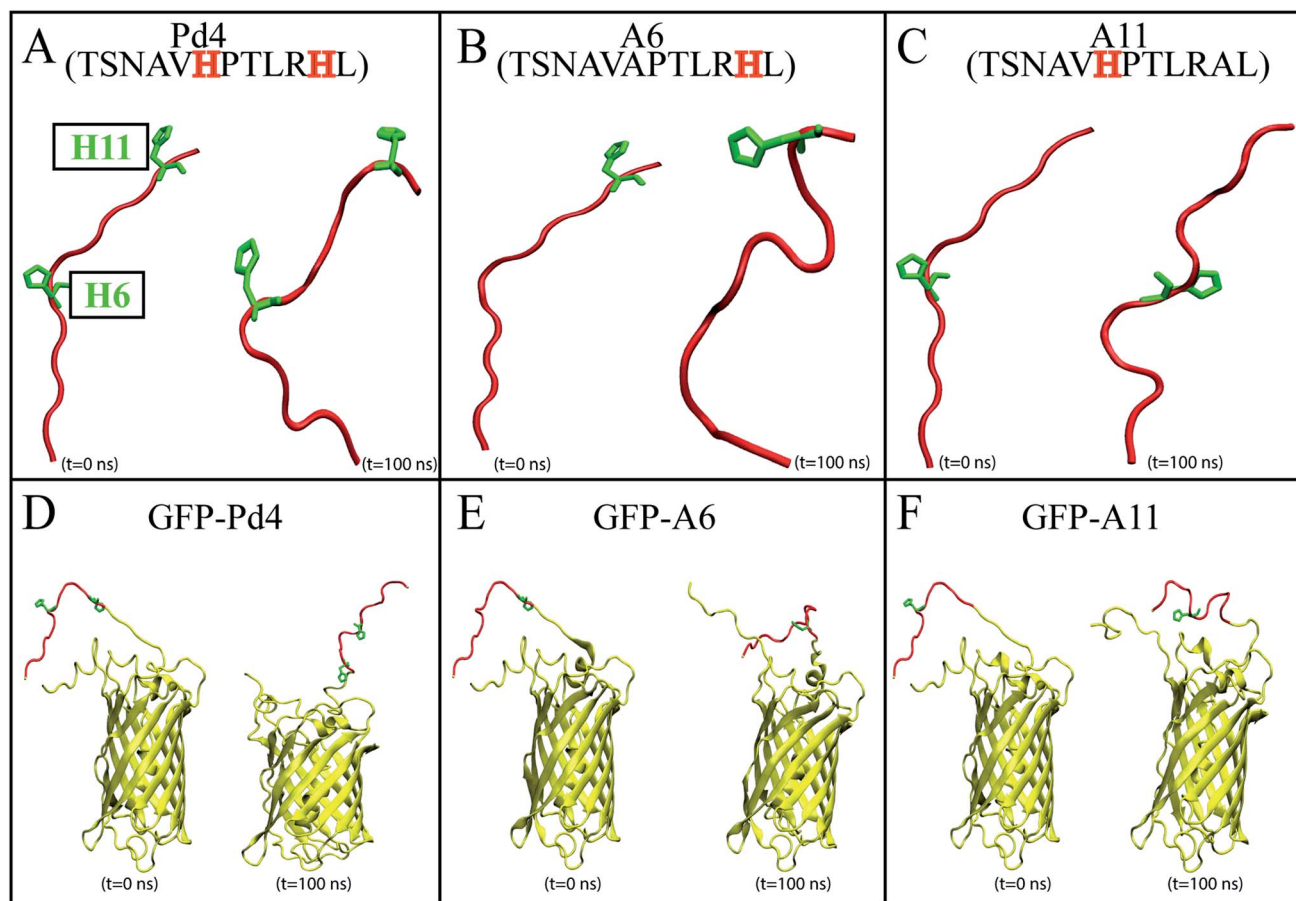 A
Pd4
(TSNAVHPTLRHL)
H11
H6
(t=0 ns)
(t=100 ns)
B
A6
(TSNAVAPTLRHL)
(t=0 ns)
(t=100 ns)
C
A11
(TSNAVHPTLRAL)
(t=0 ns)
(t=100 ns)
D
GFP-Pd4
(t=0 ns)
(t=100 ns)
E
GFP-A6
(t=0 ns)
(t=100 ns)
F
GFP-A11
(t=0 ns)
(t=100 ns)